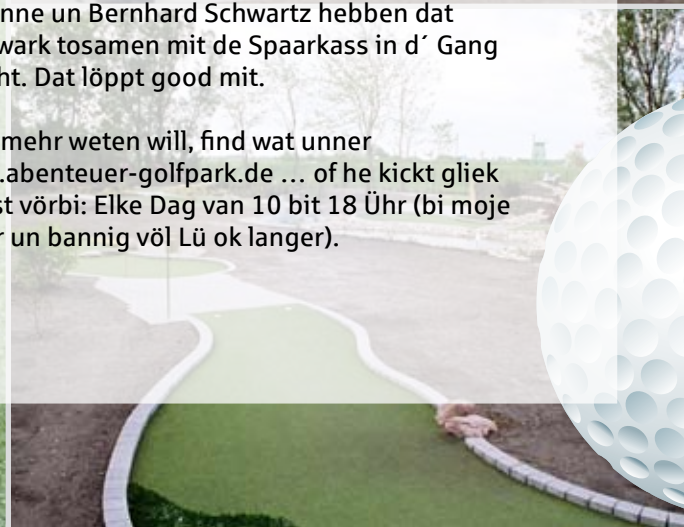 nne un Bernhard Schwartz hebben dat
wark tosamen mit de Spaarkass in d´ Gang
ht. Dat löppt good mit.
mehr weten will, find wat unner
.abenteuer-golfpark.de … of he kickt gliek
st vörbi: Elke Dag van 10 bit 18 Ühr (bi moje
r un bannig völ Lü ok langer).